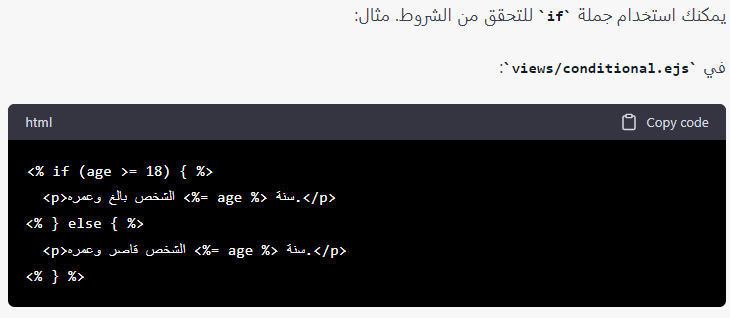 يمكنك استخدام جملة `if` للتحقق من الشروط. مثال:
في `views/conditional.ejs`:
html
Copy code
<% if (age >= 18) { %>
<p>الشخص بالغ وعمره <%= age %> سنة.</p>
<% } else { %>
<p>الشخص قاصر وعمره <%= age %> سنة.</p>
<% } %>